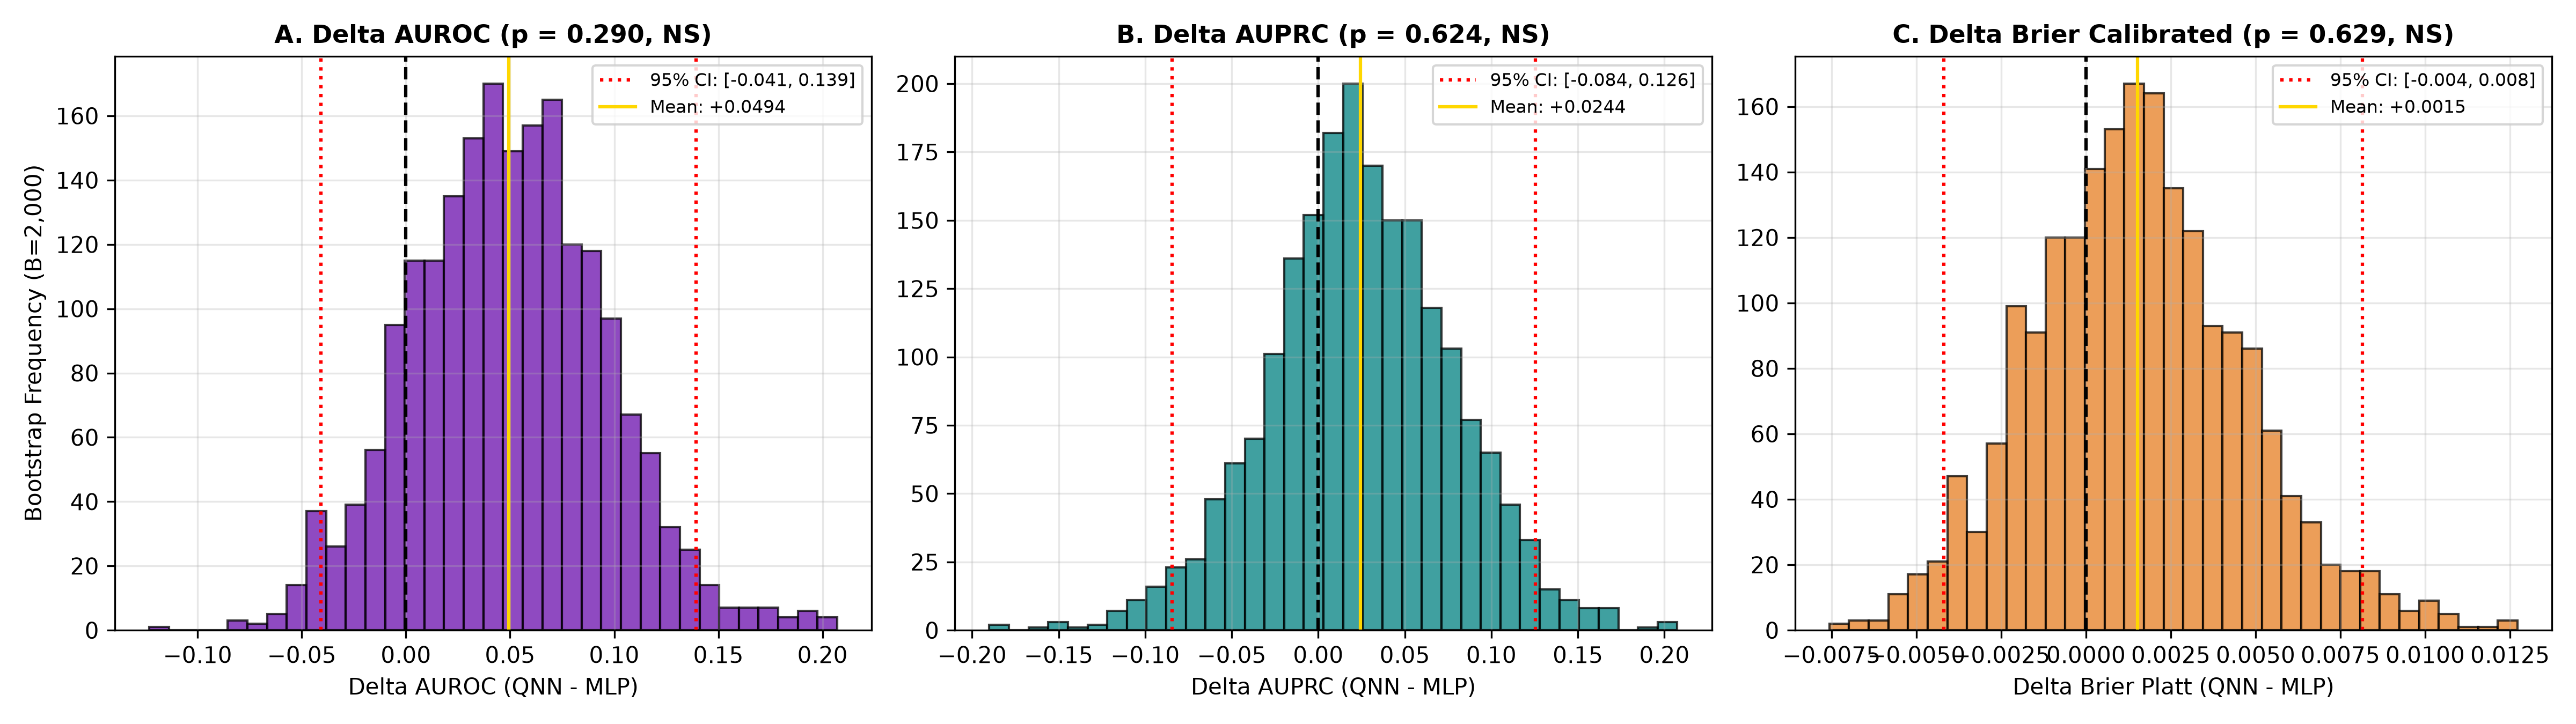 A. Delta AUROC (p = 0.290, NS)
95% CI: [-0.041, 0.139]
Mean: +0.0494
Bootstrap Frequency (B=2,000)
160
140
120
100
80
60
40
20
0
−0.10 −0.05 0.00 0.05 0.10 0.15 0.20
Delta AUROC (QNN - MLP)
B. Delta AUPRC (p = 0.624, NS)
95% CI: [-0.084, 0.126]
Mean: +0.0244
200
175
150
125
100
75
50
25
0
−0.20 −0.15 −0.10 −0.05 0.00 0.05 0.10 0.15 0.20
Delta AUPRC (QNN - MLP)
C. Delta Brier Calibrated (p = 0.629, NS)
95% CI: [-0.004, 0.008]
Mean: +0.0015
160
140
120
100
80
60
40
20
0
−0.0075 −0.0050 −0.0025 0.0000 0.0025 0.0050 0.0075 0.0100 0.0125
Delta Brier Platt (QNN - MLP)